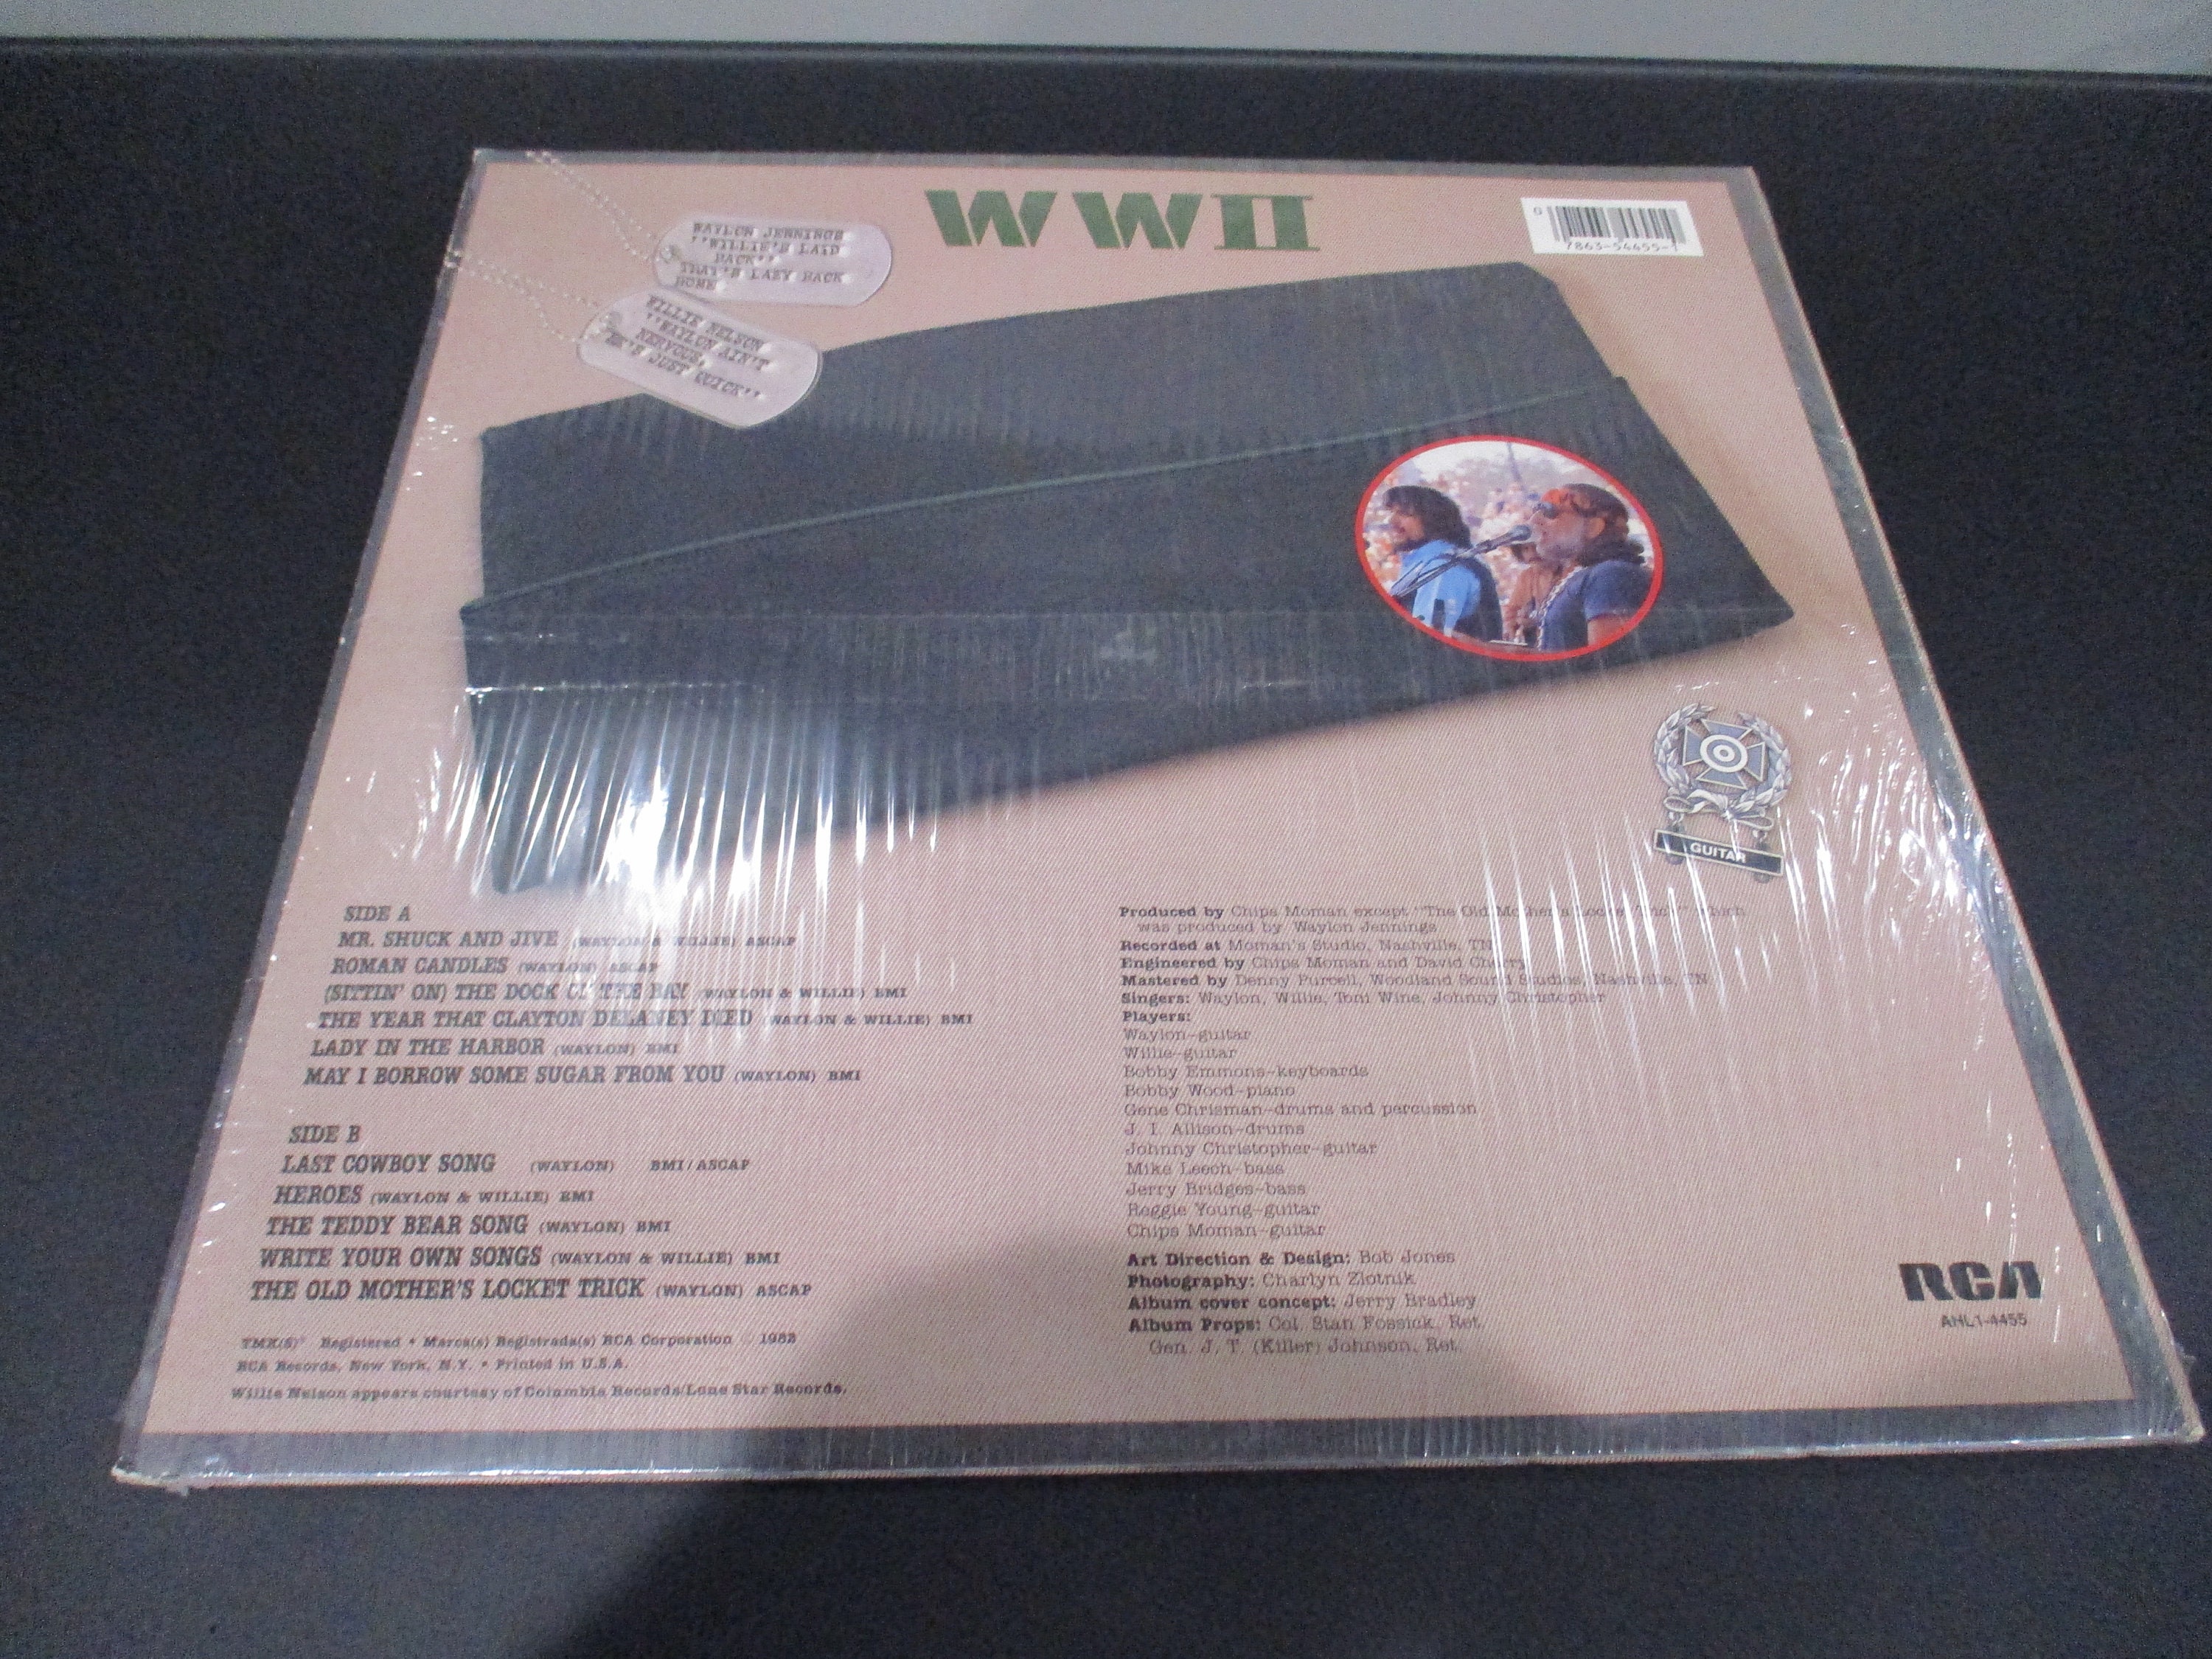 WWII
0
7863-54455-1
WAYLON JENNINGS
"WILLIE'S LAID
BACK"
THAT'S LAZY BACK
HOME
WILLIE NELSON
"WAYLON AIN'T
NERVOUS,
HE'S JUST QUICK"
GUITAR
SIDE A
MR. SHUCK AND JIVE (WAYLON & WILLIE) ASCAP
ROMAN CANDLES (WAYLON) ASCAP
(SITTIN' ON) THE DOCK OF THE BAY (WAYLON & WILLIE) BMI
THE YEAR THAT CLAYTON DELANEY DIED (WAYLON & WILLIE) BMI
LADY IN THE HARBOR (WAYLON) BMI
MAY I BORROW SOME SUGAR FROM YOU (WAYLON) BMI
SIDE B
LAST COWBOY SONG (WAYLON) BMI/ASCAP
HEROES (WAYLON & WILLIE) BMI
THE TEDDY BEAR SONG (WAYLON) BMI
WRITE YOUR OWN SONGS (WAYLON & WILLIE) BMI
THE OLD MOTHER'S LOCKET TRICK (WAYLON) ASCAP
TMK(S)® Registered • Marca(s) Registrada(s) RCA Corporation © 1982
RCA Records, New York, N.Y. • Printed in U.S.A.
Willie Nelson appears courtesy of Columbia Records/Lone Star Records.
Produced by Chips Moman except "The Old Mother's Locket Trick" which
was produced by Waylon Jennings
Recorded at Moman's Studio, Nashville, TN
Engineered by Chips Moman and David Cherry
Mastered by Denny Purcell, Woodland Sound Studios, Nashville, TN
Singers: Waylon, Willie, Toni Wine, Johnny Christopher
Players:
Waylon-guitar
Willie-guitar
Bobby Emmons-keyboards
Bobby Wood-piano
Gene Chrisman-drums and percussion
J. I. Allison-drums
Johnny Christopher-guitar
Mike Leech-bass
Jerry Bridges-bass
Reggie Young-guitar
Chips Moman-guitar
Art Direction & Design: Bob Jones
Photography: Charlyn Zlotnik
Album cover concept: Jerry Bradley
Album Props: Col. Stan Fossick, Ret.
Gen. J. T. (Killer) Johnson, Ret.
RCA
AHL1-4455